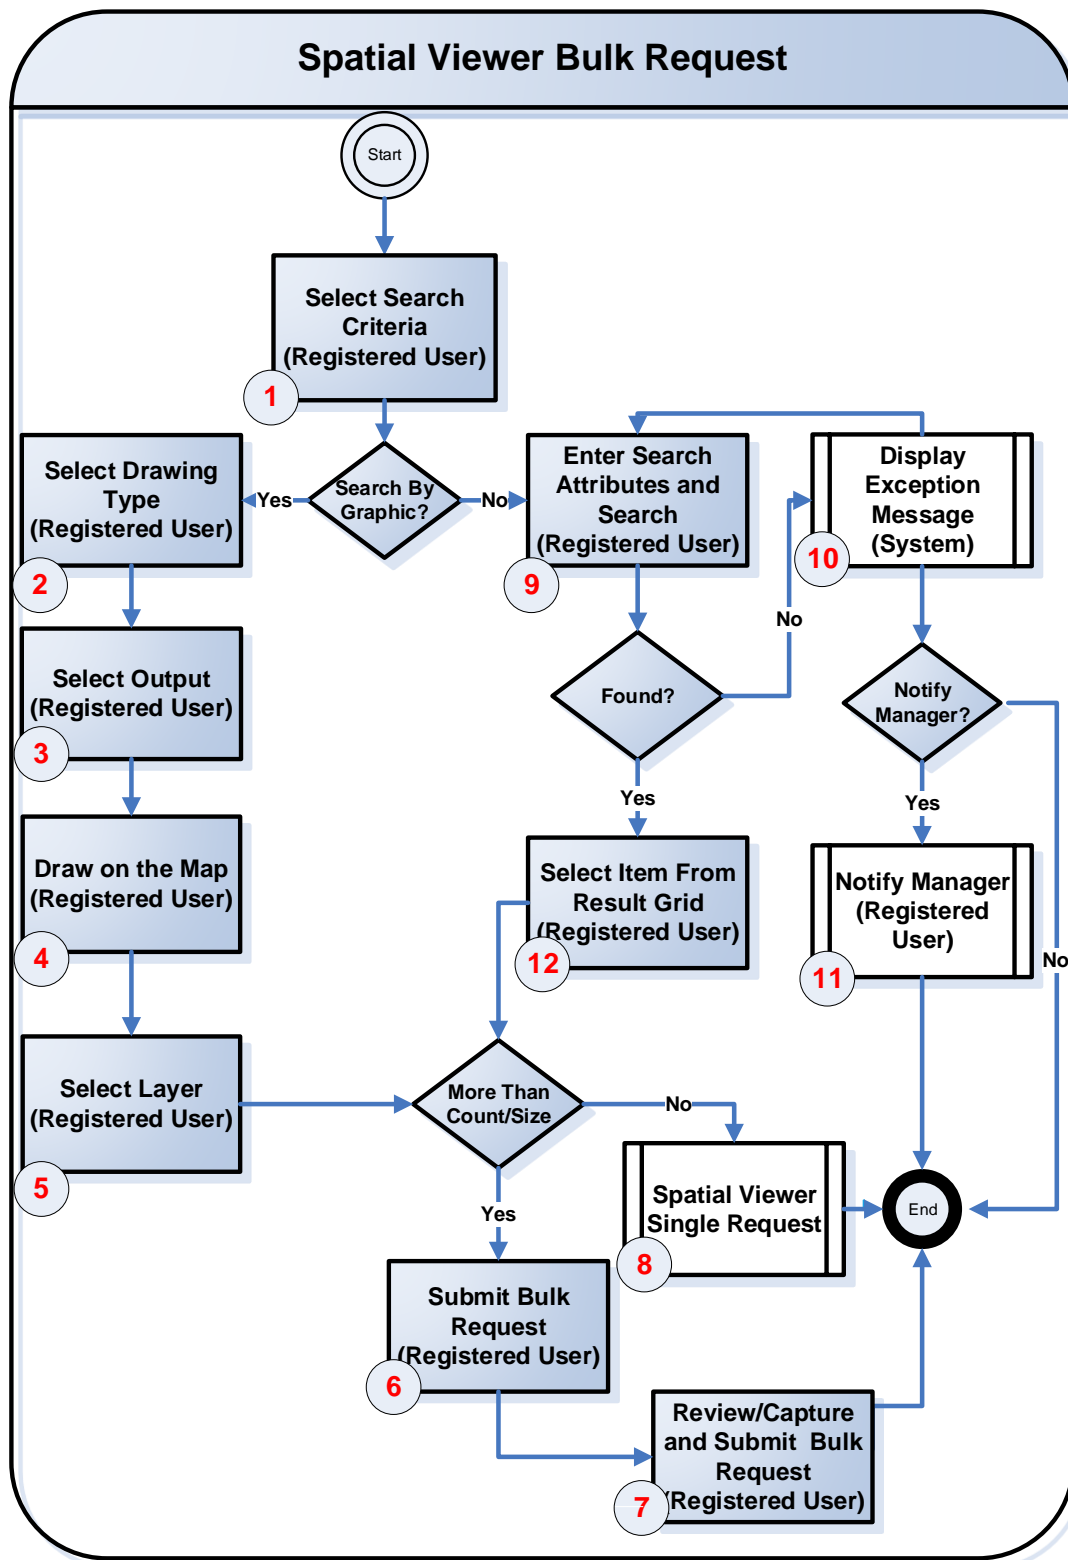 Spatial Viewer Bulk Request
Start
Select Search
Criteria
(Registered User)
1
Search By
Graphic?
Yes
No
Select Drawing
Type
(Registered User)
2
Enter Search
Attributes and
Search
(Registered User)
9
Display
Exception
Message
(System)
10
No
Select Output
(Registered User)
3
Found?
Notify
Manager?
Yes
Yes
Draw on the Map
(Registered User)
4
Select Item From
Result Grid
(Registered User)
12
Notify Manager
(Registered
User)
11
No
Select Layer
(Registered User)
5
More Than
Count/Size
No
Yes
Spatial Viewer
Single Request
8
End
Submit Bulk
Request
(Registered User)
6
Review/Capture
and Submit Bulk
Request
(Registered User)
7